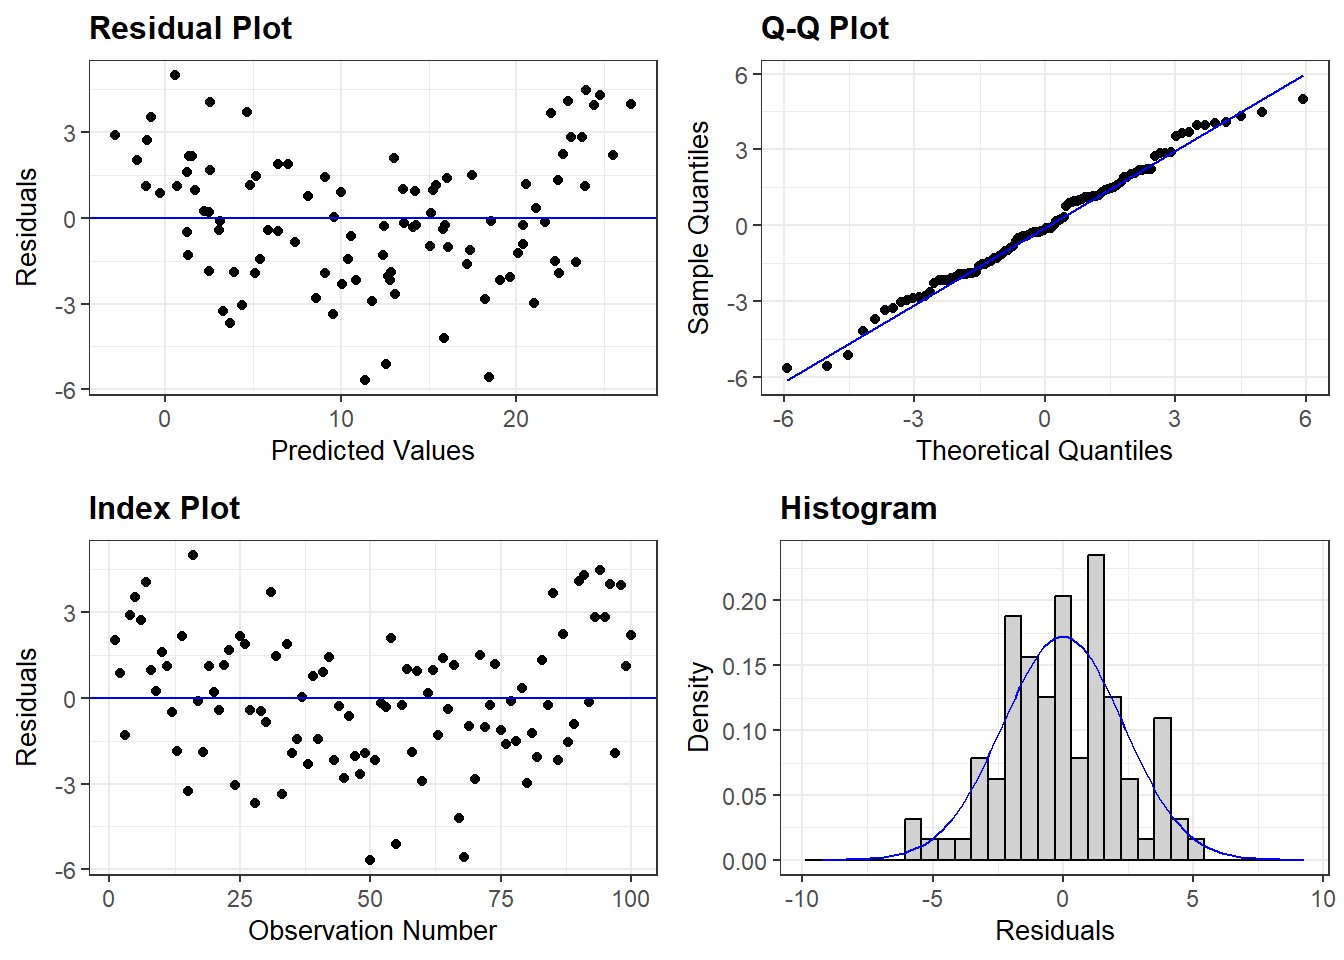 Residual Plot
Residuals
3
0
-3
-6
0 10 20
Predicted Values
Q-Q Plot
Sample Quantiles
6
3
0
-3
-6
-6 -3 0 3 6
Theoretical Quantiles
Index Plot
Residuals
3
0
-3
-6
0 25 50 75 100
Observation Number
Histogram
Density
0.20
0.15
0.10
0.05
0.00
-10 -5 0 5 10
Residuals